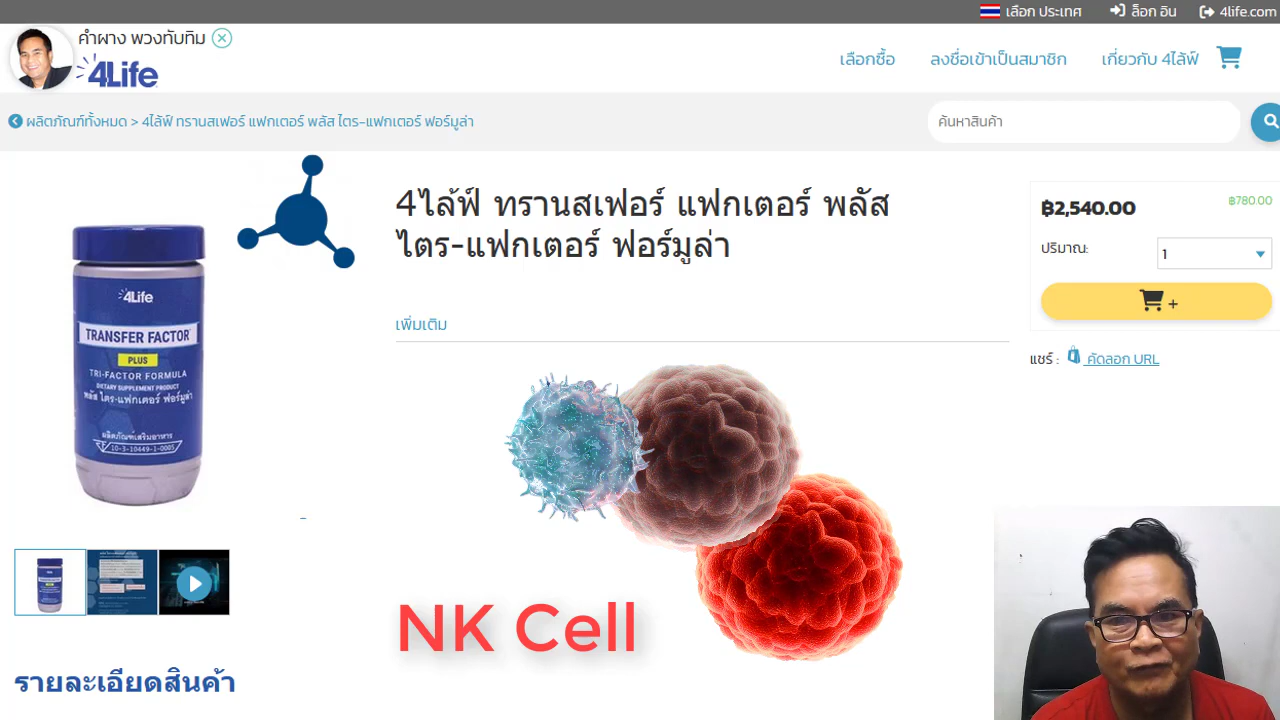 เลือก ประเทศ
ล็อก อิน
4life.com
คำผาง พวงทับทิม
4Life
เลือกซื้อ
ลงชื่อเข้าเป็นสมาชิก
เกี่ยวกับ 4ไล้ฟ์
ผลิตภัณฑ์ทั้งหมด > 4ไล้ฟ์ ทรานสเฟอร์ แฟกเตอร์ พลัส ไตร-แฟกเตอร์ ฟอร์มูล่า
ค้นหาสินค้า
4ไล้ฟ์ ทรานสเฟอร์ แฟกเตอร์ พลัส
ไตร-แฟกเตอร์ ฟอร์มูล่า
เพิ่มเติม
฿2,540.00
฿780.00
ปริมาณ:
1
+
แชร์ :
คัดลอก URL
4Life
TRANSFER FACTOR
PLUS
TRI-FACTOR FORMULA
DIETARY SUPPLEMENT PRODUCT
พลัส ไตร-แฟกเตอร์ ฟอร์มูล่า
ผลิตภัณฑ์เสริมอาหาร
10-3-10449-1-0005
NK Cell
รายละเอียดสินค้า